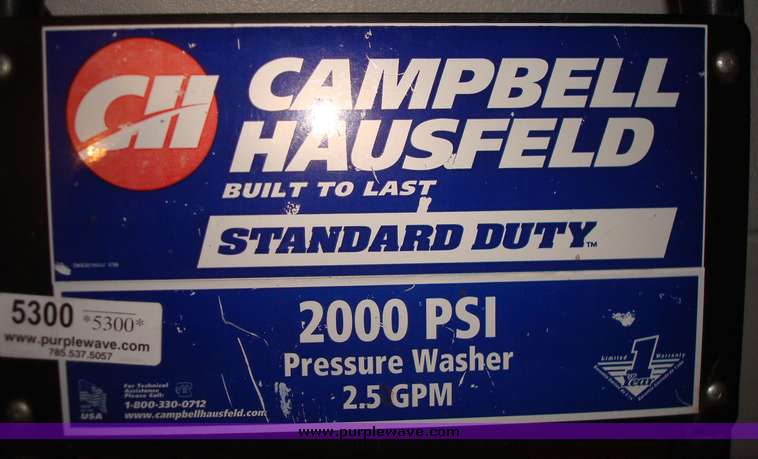 CH CAMPBELL
HAUSFELD
BUILT TO LAST
STANDARD DUTY™
5300 *5300*
www.purplewave.com
785.537.5057
2000 PSI
Pressure Washer
2.5 GPM
Limited 1 Warranty
Year
For Technical
Assistance
Please Call:
1-800-330-0712
www.campbellhausfeld.com
USA
www.purplewave.com